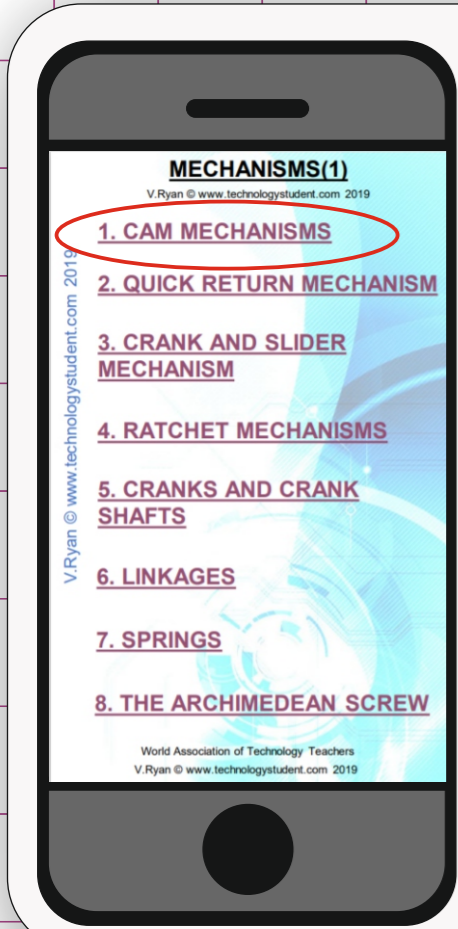 MECHANISMS(1)
V.Ryan © www.technologystudent.com 2019
1. CAM MECHANISMS
2. QUICK RETURN MECHANISM
3. CRANK AND SLIDER
MECHANISM
4. RATCHET MECHANISMS
5. CRANKS AND CRANK
SHAFTS
6. LINKAGES
7. SPRINGS
8. THE ARCHIMEDEAN SCREW
World Association of Technology Teachers
V.Ryan © www.technologystudent.com 2019
V.Ryan © www.technologystudent.com 2019